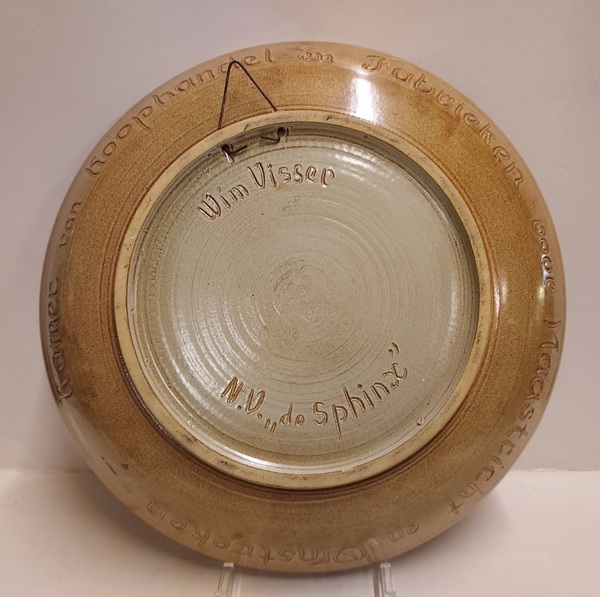 Kamer van Koophandel en Fabrieken voor Maastricht en Omstreken
Wim Visser
N.V. „de Sphinx”